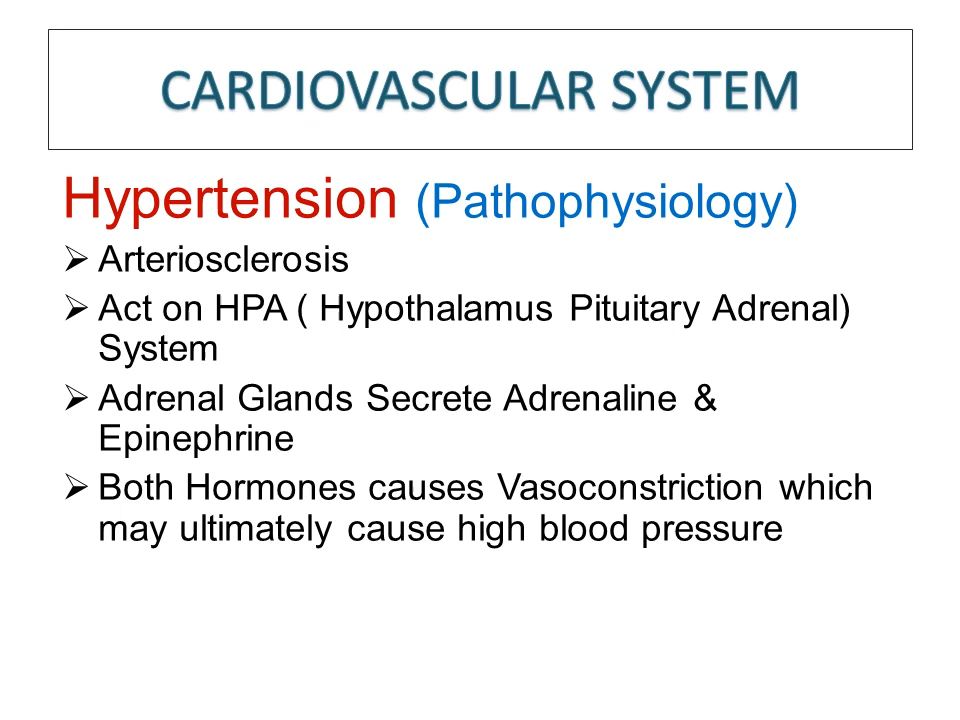 CARDIOVASCULAR SYSTEM
Hypertension (Pathophysiology)
➢ Arteriosclerosis
➢ Act on HPA ( Hypothalamus Pituitary Adrenal)
System
➢ Adrenal Glands Secrete Adrenaline &
Epinephrine
➢ Both Hormones causes Vasoconstriction which
may ultimately cause high blood pressure